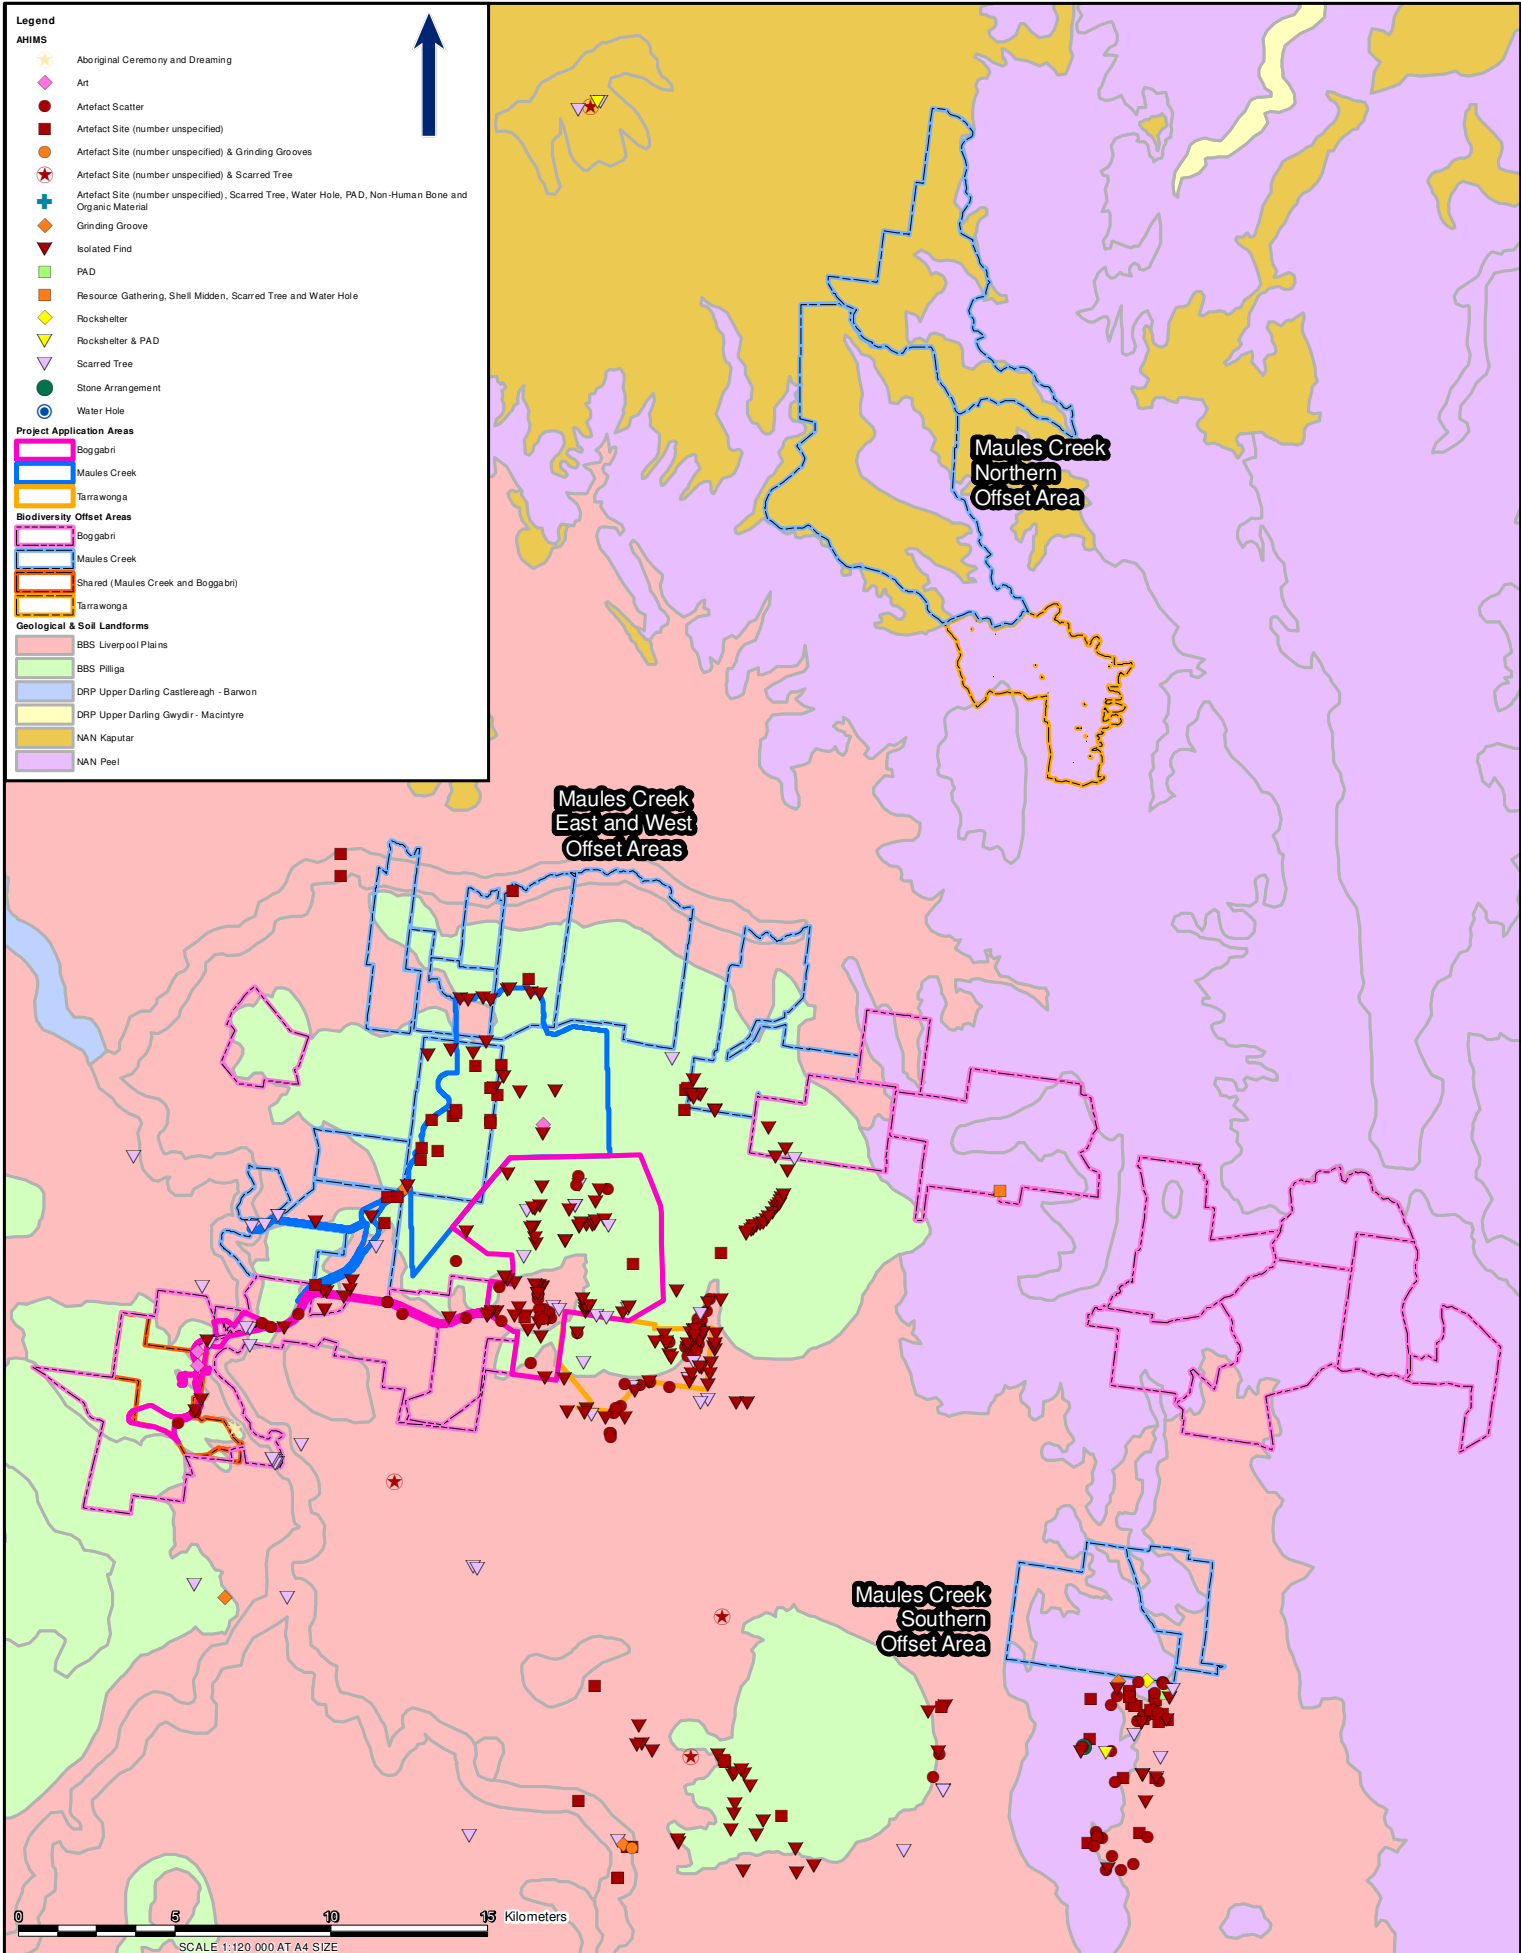 Legend
AHIMS
Aboriginal Ceremony and Dreaming
Art
Artefact Scatter
Artefact Site (number unspecified)
Artefact Site (number unspecified) & Grinding Grooves
Artefact Site (number unspecified) & Scarred Tree
Artefact Site (number unspecified), Scarred Tree, Water Hole, PAD, Non-Human Bone and
Organic Material
Grinding Groove
Isolated Find
PAD
Resource Gathering, Shell Midden, Scarred Tree and Water Hole
Rockshelter
Rockshelter & PAD
Scarred Tree
Stone Arrangement
Water Hole
Project Application Areas
Boggabri
Maules Creek
Tarrawonga
Biodiversity Offset Areas
Boggabri
Maules Creek
Shared (Maules Creek and Boggabri)
Tarrawonga
Geological & Soil Landforms
BBS Liverpool Plains
BBS Pilliga
DRP Upper Darling Castlereagh - Barwon
DRP Upper Darling Gwydir - Macintyre
NAN Kaputar
NAN Peel
Maules Creek
Northern
Offset Area
Maules Creek
East and West
Offset Areas
Maules Creek
Southern
Offset Area
0 5 10 15 Kilometers
SCALE 1:120 000 AT A4 SIZE